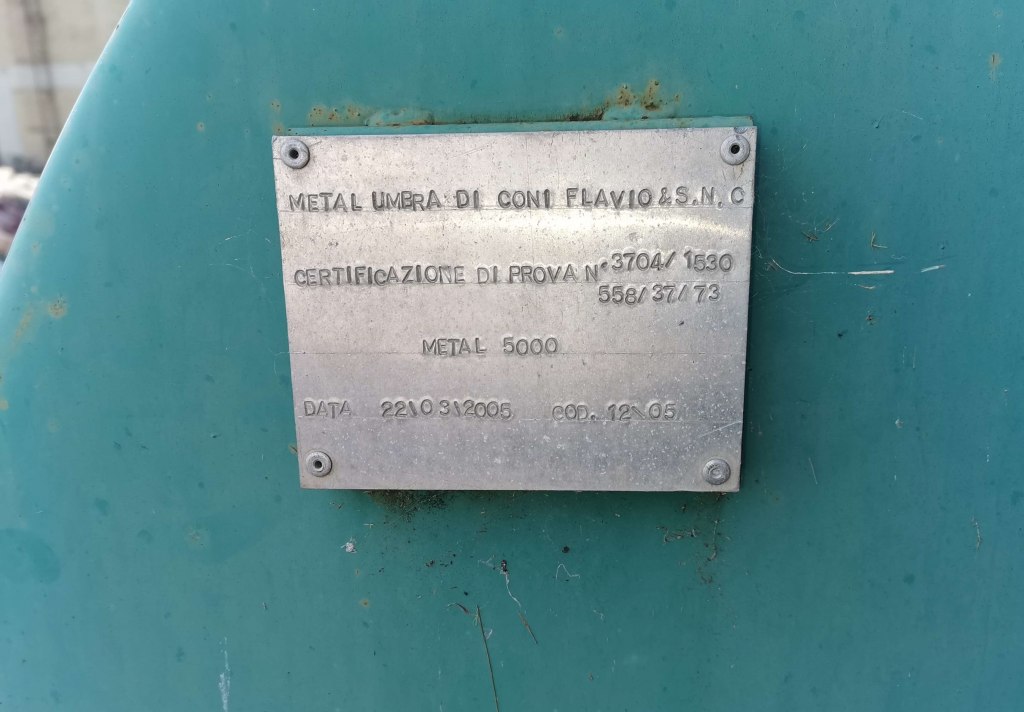 METAL UMBRA DI CONI FLAVIO & S.N.C
CERTIFICAZIONE DI PROVA N° 3704/1530
558/37/73
METAL 5000
DATA 22\03\2005 COD. 12\05